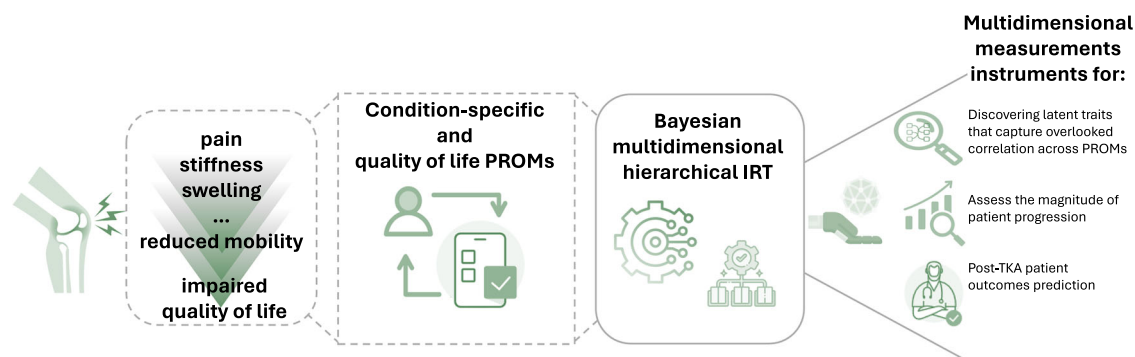 pain
stiffness
swelling
...
reduced mobility
impaired
quality of life
Condition-specific
and
quality of life PROMs
Bayesian
multidimensional
hierarchical IRT
Multidimensional
measurements
instruments for:
Discovering latent traits
that capture overlooked
correlation across PROMs
Assess the magnitude of
patient progression
Post-TKA patient
outcomes prediction